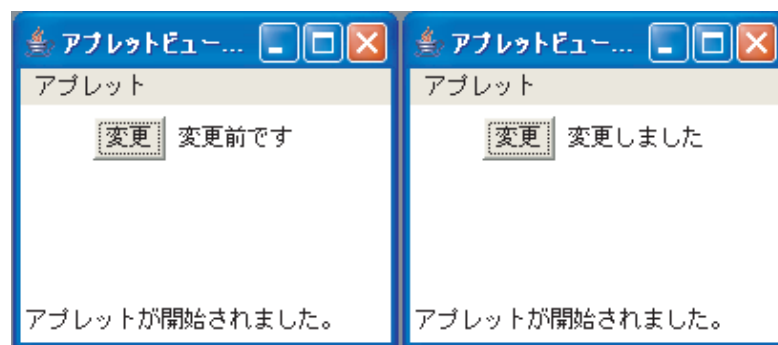 アプレットビュー...
アプレット
変更 変更前です
アプレットが開始されました。
アプレットビュー...
アプレット
変更 変更しました
アプレットが開始されました。